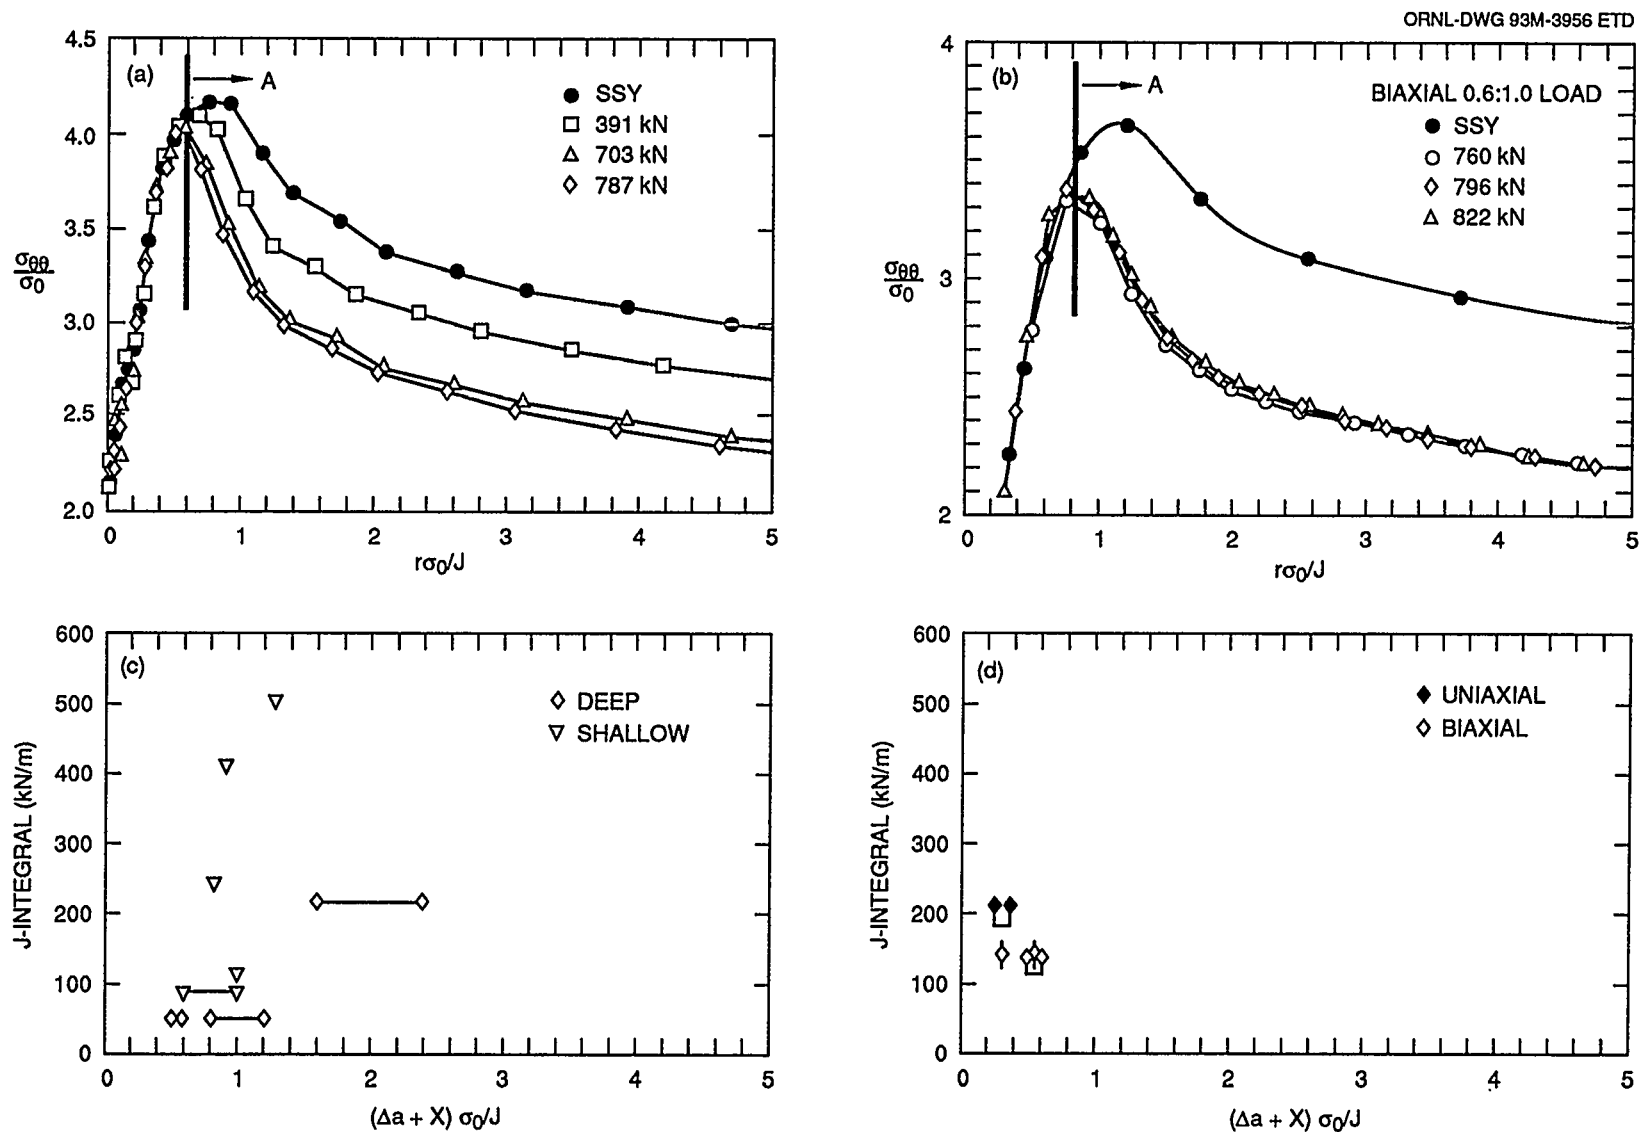 ORNL-DWG 93M-3956 ETD
(a)
A
SSY
391 kN
703 kN
787 kN
4.5
4.0
3.5
3.0
2.5
2.0
σθθ
σ0
0 1 2 3 4 5
rσ0/J
(b)
A
BIAXIAL 0.6:1.0 LOAD
SSY
760 kN
796 kN
822 kN
4
3
2
σθθ
σ0
0 1 2 3 4 5
rσ0/J
(c)
DEEP
SHALLOW
600
500
400
300
200
100
0
J-INTEGRAL (kN/m)
0 1 2 3 4 5
(Δa + X) σ0/J
(d)
UNIAXIAL
BIAXIAL
600
500
400
300
200
100
0
J-INTEGRAL (kN/m)
0 1 2 3 4 5
(Δa + X) σ0/J